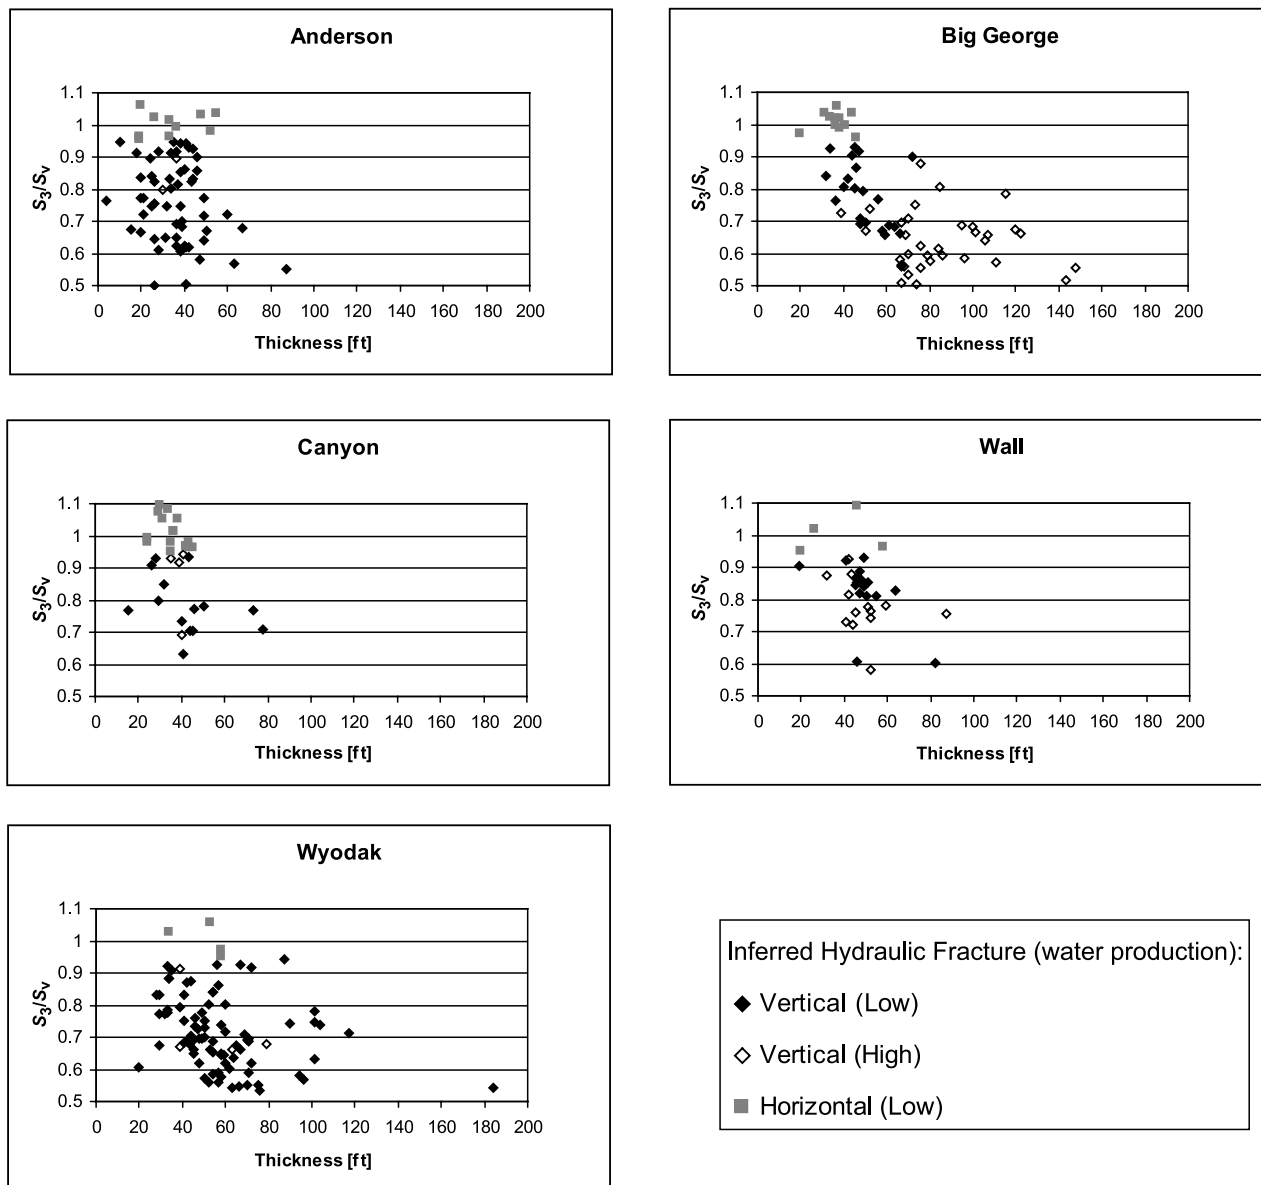 Anderson
S3/Sv
1.1
1
0.9
0.8
0.7
0.6
0.5
0 20 40 60 80 100 120 140 160 180 200
Thickness [ft]
Big George
S3/Sv
1.1
1
0.9
0.8
0.7
0.6
0.5
0 20 40 60 80 100 120 140 160 180 200
Thickness [ft]
Canyon
S3/Sv
1.1
1
0.9
0.8
0.7
0.6
0.5
0 20 40 60 80 100 120 140 160 180 200
Thickness [ft]
Wall
S3/Sv
1.1
1
0.9
0.8
0.7
0.6
0.5
0 20 40 60 80 100 120 140 160 180 200
Thickness [ft]
Wyodak
S3/Sv
1.1
1
0.9
0.8
0.7
0.6
0.5
0 20 40 60 80 100 120 140 160 180 200
Thickness [ft]
Inferred Hydraulic Fracture (water production):
Vertical (Low)
Vertical (High)
Horizontal (Low)